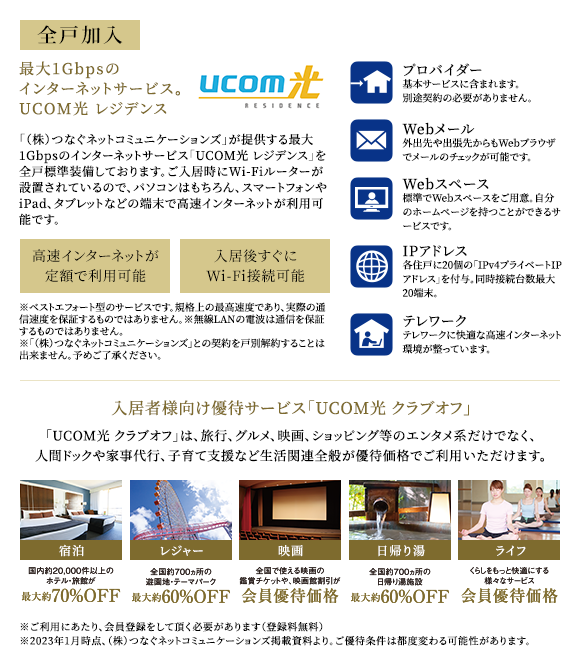 全戸加入
最大1Gbpsの
インターネットサービス。
UCOM光 レジデンス
ucom光
RESIDENCE
「（株）つなぐネットコミュニケーションズ」が提供する最大
1Gbpsのインターネットサービス「UCOM光 レジデンス」を
全戸標準装備しております。ご入居時にWi-Fiルーターが
設置されているので、パソコンはもちろん、スマートフォンや
iPad、タブレットなどの端末で高速インターネットが利用可
能です。
高速インターネットが
定額で利用可能
入居後すぐに
Wi-Fi接続可能
※ベストエフォート型のサービスです。規格上の最高速度であり、実際の通
信速度を保証するものではありません。※無線LANの電波は通信を保証
するものではありません。
※「（株）つなぐネットコミュニケーションズ」との契約を戸別解約することは
出来ません。予めご了承ください。
プロバイダー
基本サービスに含まれます。
別途契約の必要がありません。
Webメール
外出先や出張先からもWebブラウザ
でメールのチェックが可能です。
Webスペース
標準でWebスペースをご用意。自分
のホームページを持つことができるサ
ービスです。
IPアドレス
各住戸に20個の「IPv4プライベートIP
アドレス」を付与。同時接続台数最大
20端末。
テレワーク
テレワークに快適な高速インターネット
環境が整っています。
入居者様向け優待サービス「UCOM光 クラブオフ」
「UCOM光 クラブオフ」は、旅行、グルメ、映画、ショッピング等のエンタメ系だけでなく、
人間ドックや家事代行、子育て支援など生活関連全般が優待価格でご利用いただけます。
宿泊
国内約20,000件以上の
ホテル・旅館が
最大約70%OFF
レジャー
全国約700ヵ所の
遊園地・テーマパーク
最大約60%OFF
映画
全国で使える映画の
鑑賞チケットや、映画館割引が
会員優待価格
日帰り湯
全国約700ヵ所の
日帰り湯施設
最大約60%OFF
ライフ
くらしをもっと快適にする
様々なサービス
会員優待価格
※ご利用にあたり、会員登録をして頂く必要があります（登録料無料）
※2023年1月時点、（株）つなぐネットコミュニケーションズ掲載資料より。ご優待条件は都度変わる可能性があります。